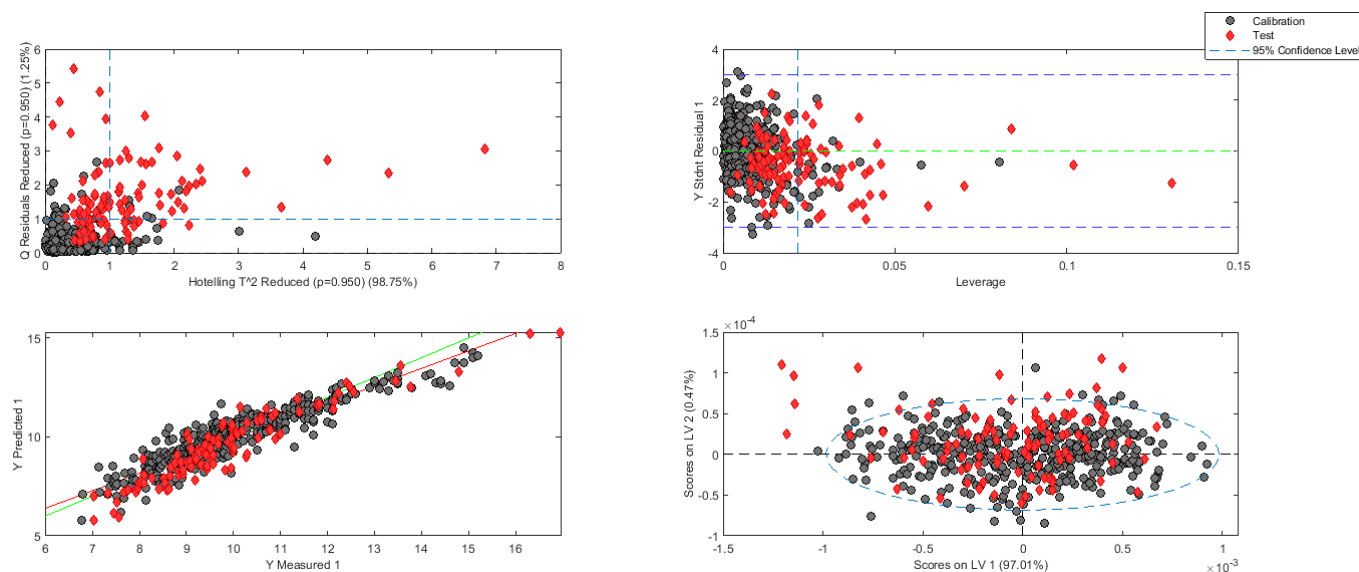 Calibration
Test
95% Confidence Level
Q Residuals Reduced (p=0.950) (1.25%)
6
5
4
3
2
1
0
0 1 2 3 4 5 6 7 8
Hotelling T^2 Reduced (p=0.950) (98.75%)
Y Stdnt Residual 1
4
2
0
-2
-4
0 0.05 0.1 0.15
Leverage
Y Predicted 1
15
10
5
6 7 8 9 10 11 12 13 14 15 16
Y Measured 1
Scores on LV 2 (0.47%)
× 10^-4
1.5
1
0.5
0
-0.5
-1
-1.5 -1 -0.5 0 0.5 1
Scores on LV 1 (97.01%)
× 10^-3